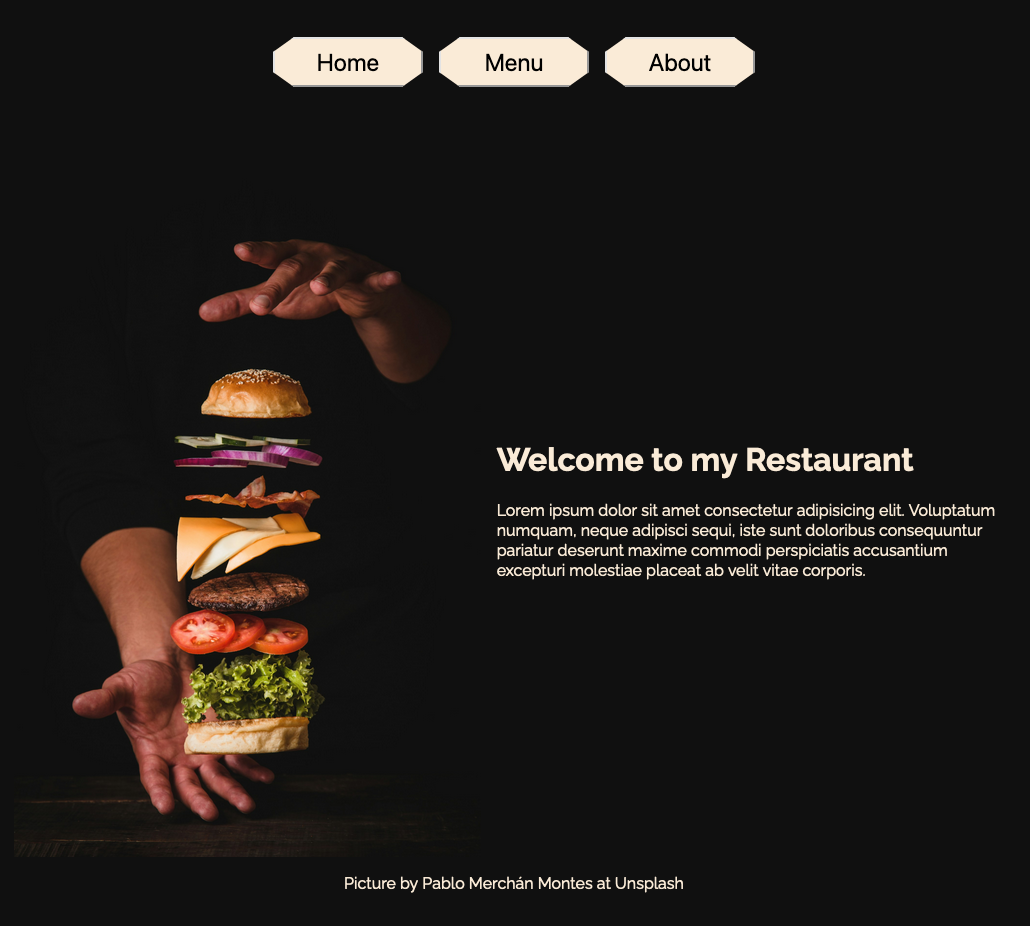 Home
Menu
About
Welcome to my Restaurant
Lorem ipsum dolor sit amet consectetur adipisicing elit. Voluptatum
numquam, neque adipisci sequi, iste sunt doloribus consequuntur
pariatur deserunt maxime commodi perspiciatis accusantium
excepturi molestiae placeat ab velit vitae corporis.
Picture by Pablo Merchán Montes at Unsplash